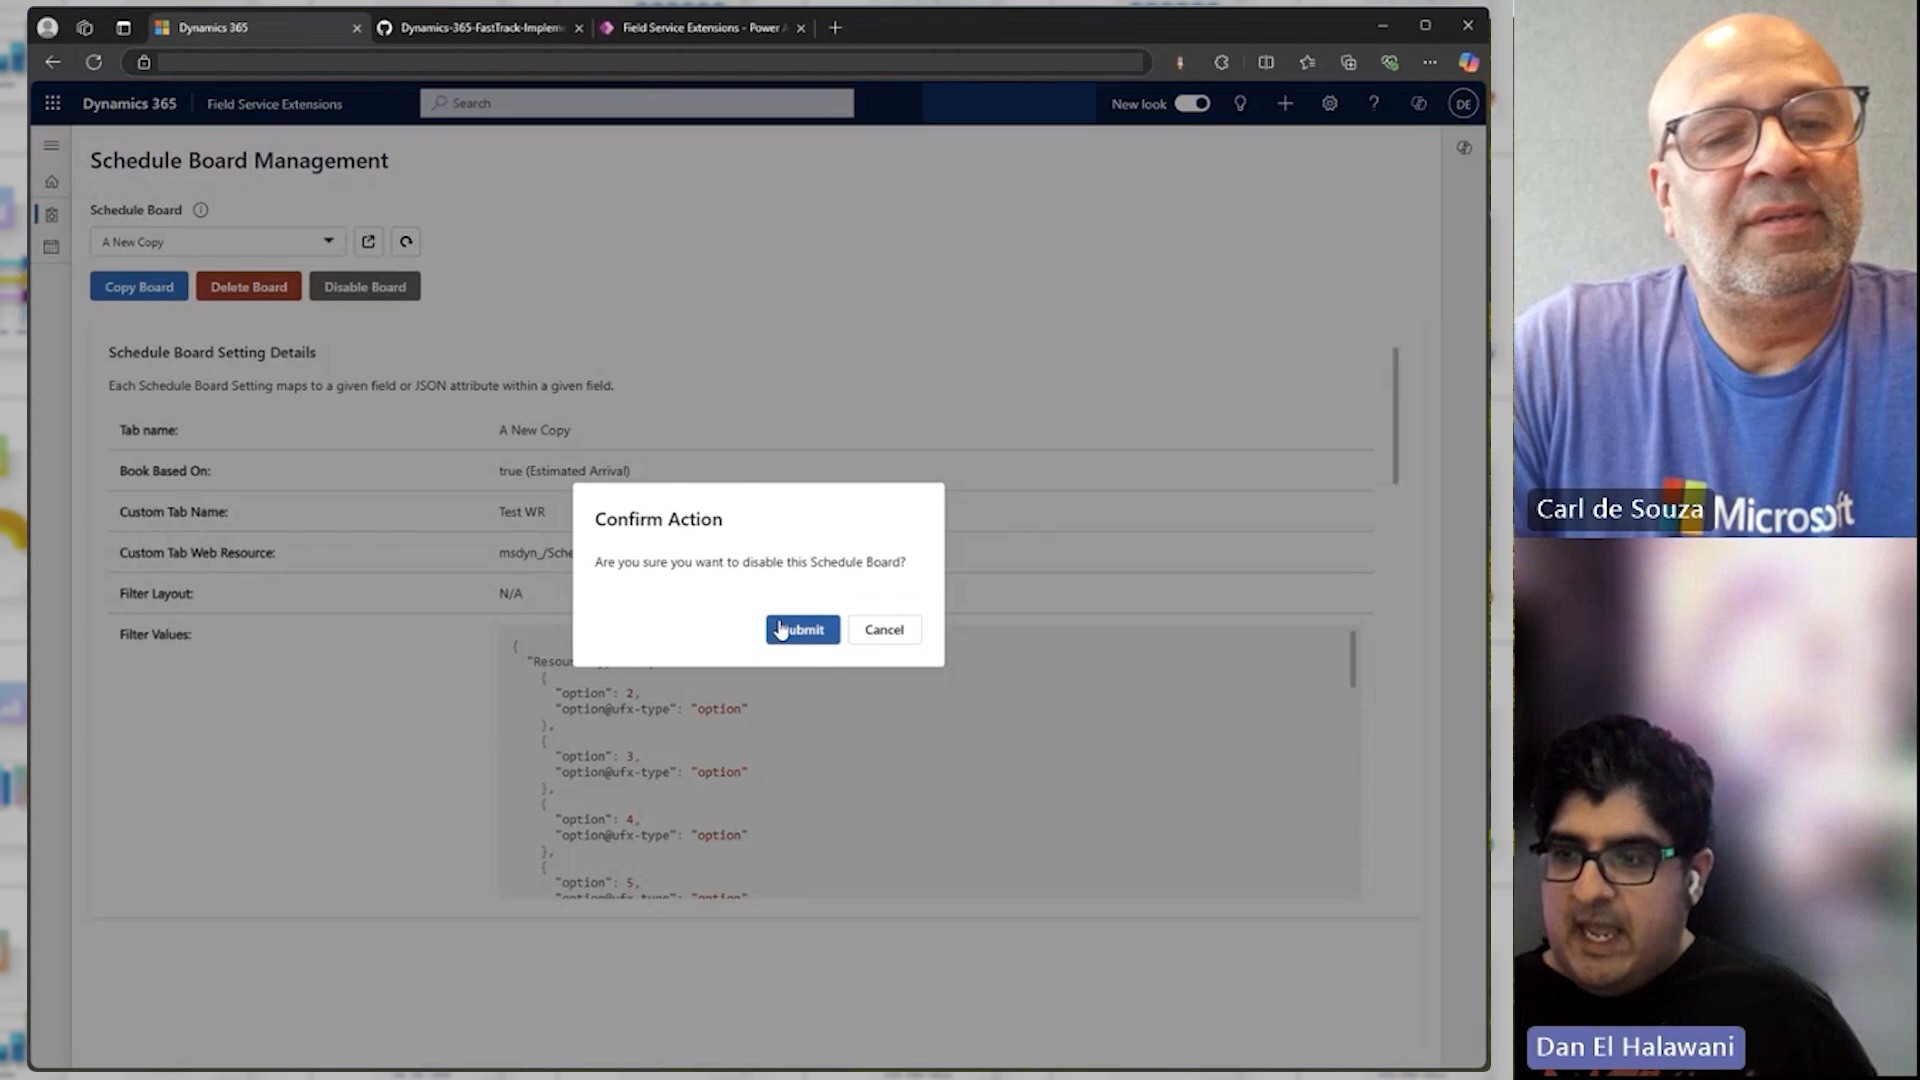 Dynamics 365
Dynamics-365-FastTrack-Implem
Field Service Extensions - Power
Dynamics 365
Field Service Extensions
Search
New look
DE
Schedule Board Management
Schedule Board
A New Copy
Copy Board
Delete Board
Disable Board
Schedule Board Setting Details
Each Schedule Board Setting maps to a given field or JSON attribute within a given field.
Tab name:
A New Copy
Book Based On:
true (Estimated Arrival)
Custom Tab Name:
Test WR
Custom Tab Web Resource:
msdyn_/Sche
Filter Layout:
N/A
Filter Values:
{
"Resou
{
"option": 2,
"option@ufx-type": "option"
},
{
"option": 3,
"option@ufx-type": "option"
},
{
"option": 4,
"option@ufx-type": "option"
},
{
"option": 5,
"option@ufx-type": "option"
Confirm Action
Are you sure you want to disable this Schedule Board?
Submit
Cancel
Carl de Souza
Microsoft
Dan El Halawani